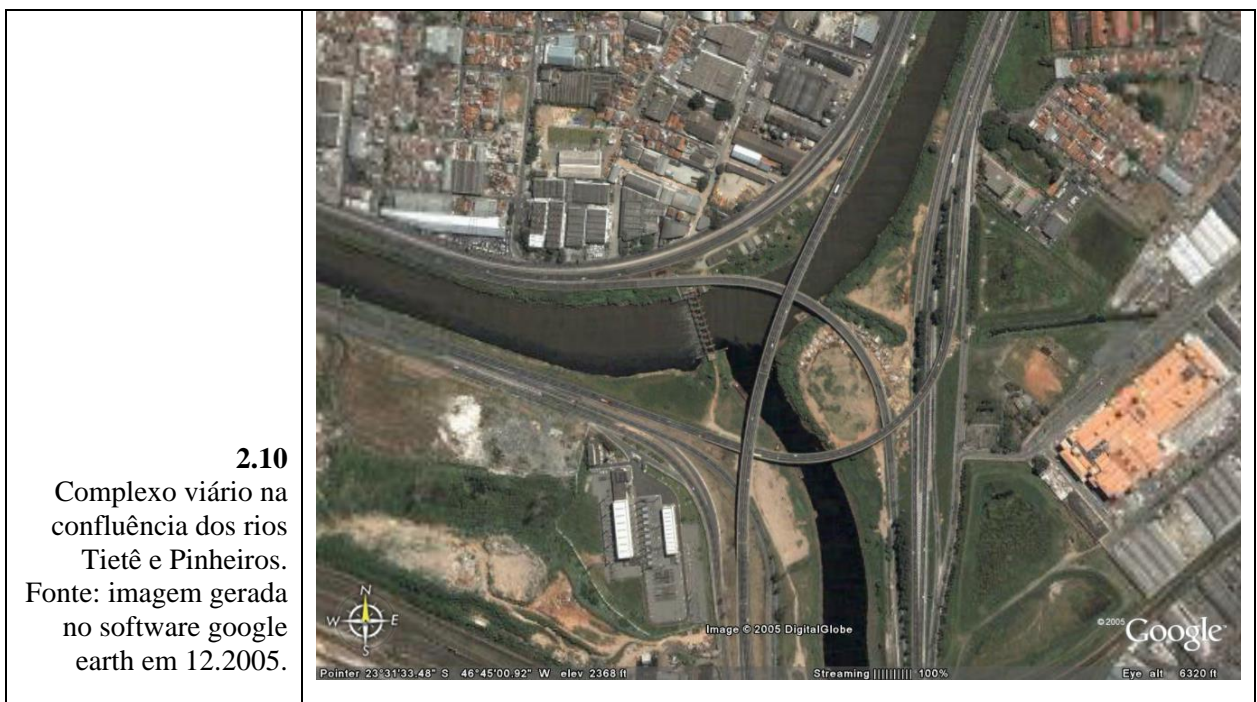 2.10
Complexo viário na
confluência dos rios
Tietê e Pinheiros.
Fonte: imagem gerada
no software google
earth em 12.2005.
N
W E
S
Image © 2005 DigitalGlobe
©2005 Google
Pointer 23°31'33.48" S 46°45'00.92" W elev 2368 ft
Streaming |||||||||| 100%
Eye alt 6320 ft